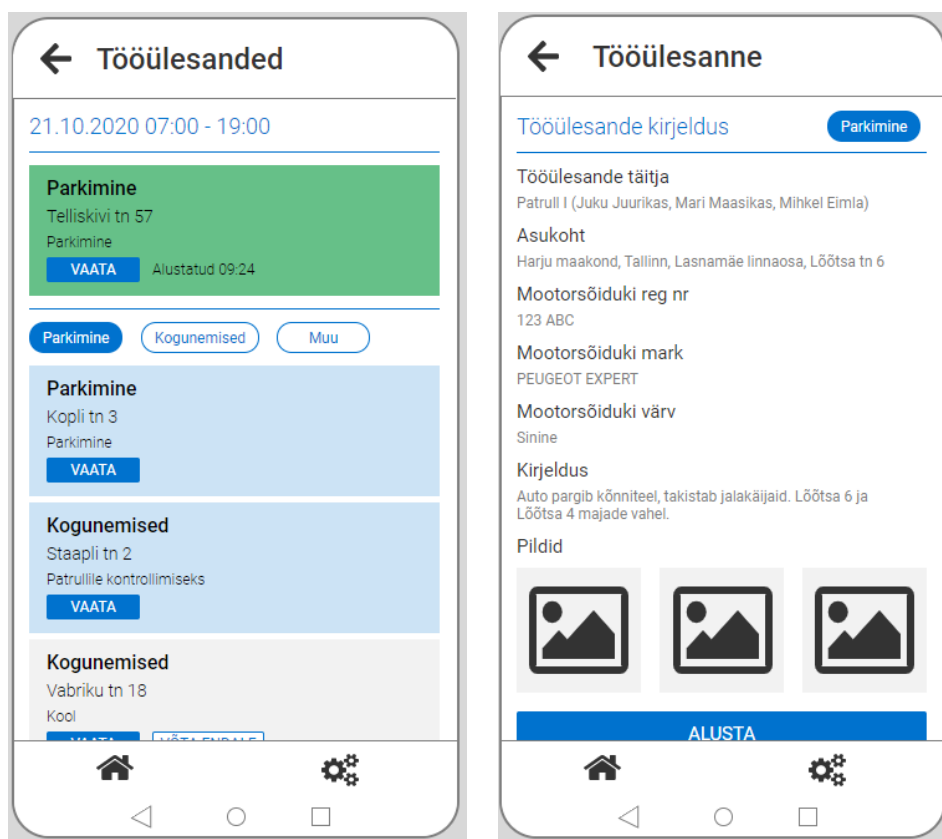 Tööülesanded
21.10.2020 07:00 - 19:00
Parkimine
Telliskivi tn 57
Parkimine
VAATA Alustatud 09:24
Parkimine Kogunemised Muu
Parkimine
Kopli tn 3
Parkimine
VAATA
Kogunemised
Staapli tn 2
Patrullile kontrollimiseks
VAATA
Kogunemised
Vabriku tn 18
Kool
VAATA VÕTA ENDALE
Tööülesanne
Tööülesande kirjeldus Parkimine
Tööülesande täitja
Patrull I (Juku Juurikas, Mari Maasikas, Mihkel Eimla)
Asukoht
Harju maakond, Tallinn, Lasnamäe linnaosa, Lõõtsa tn 6
Mootorsõiduki reg nr
123 ABC
Mootorsõiduki mark
PEUGEOT EXPERT
Mootorsõiduki värv
Sinine
Kirjeldus
Auto pargib kõnniteel, takistab jalakäijaid. Lõõtsa 6 ja
Lõõtsa 4 majade vahel.
Pildid
ALUSTA